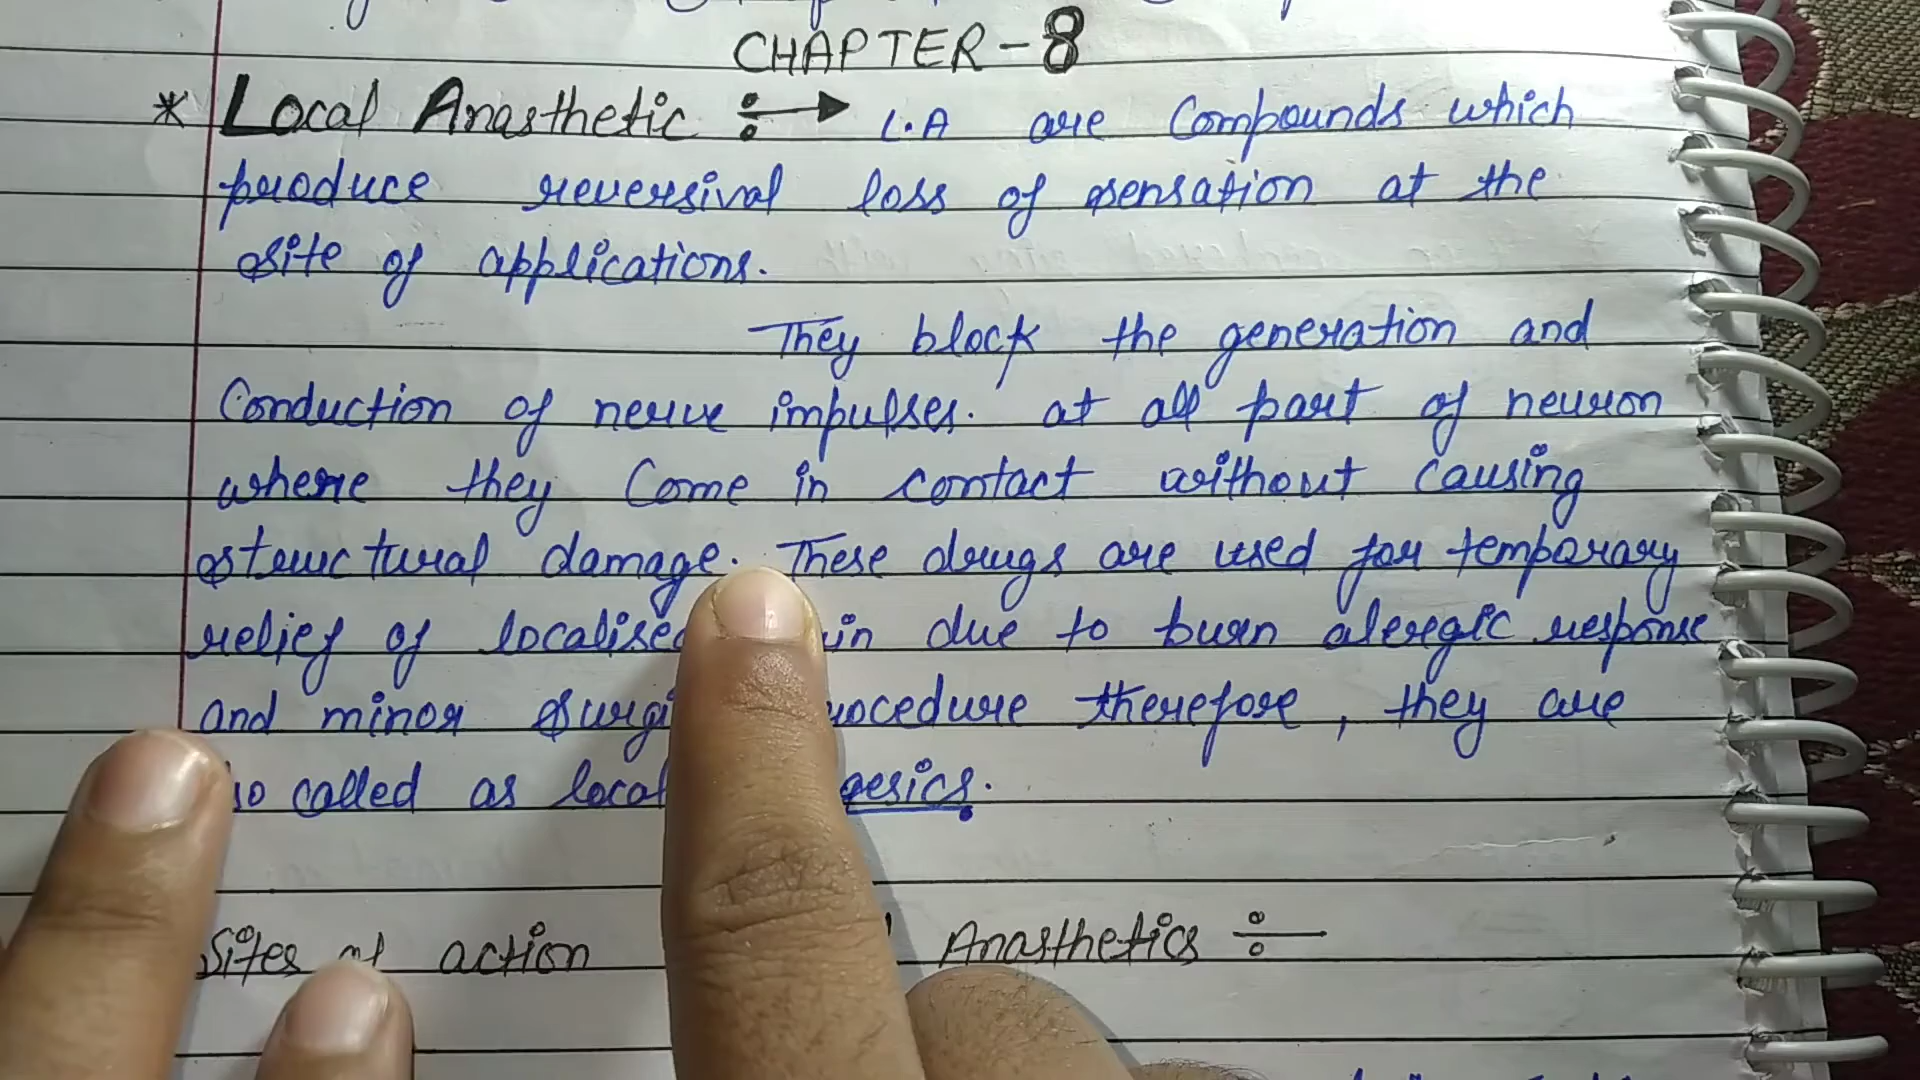 CHAPTER-8
* Local Anasthetic ÷→ L.A are Compounds which
produce reversival loss of sensation at the
site of applications.
They block the generation and
Conduction of nerve impulses. at all part of neuron
where they Come in contact without causing
structural damage. These drugs are used for temporary
relief of due to burn alergic response
and minor therefore, they are
called as local
Sites of action Anasthetics ÷